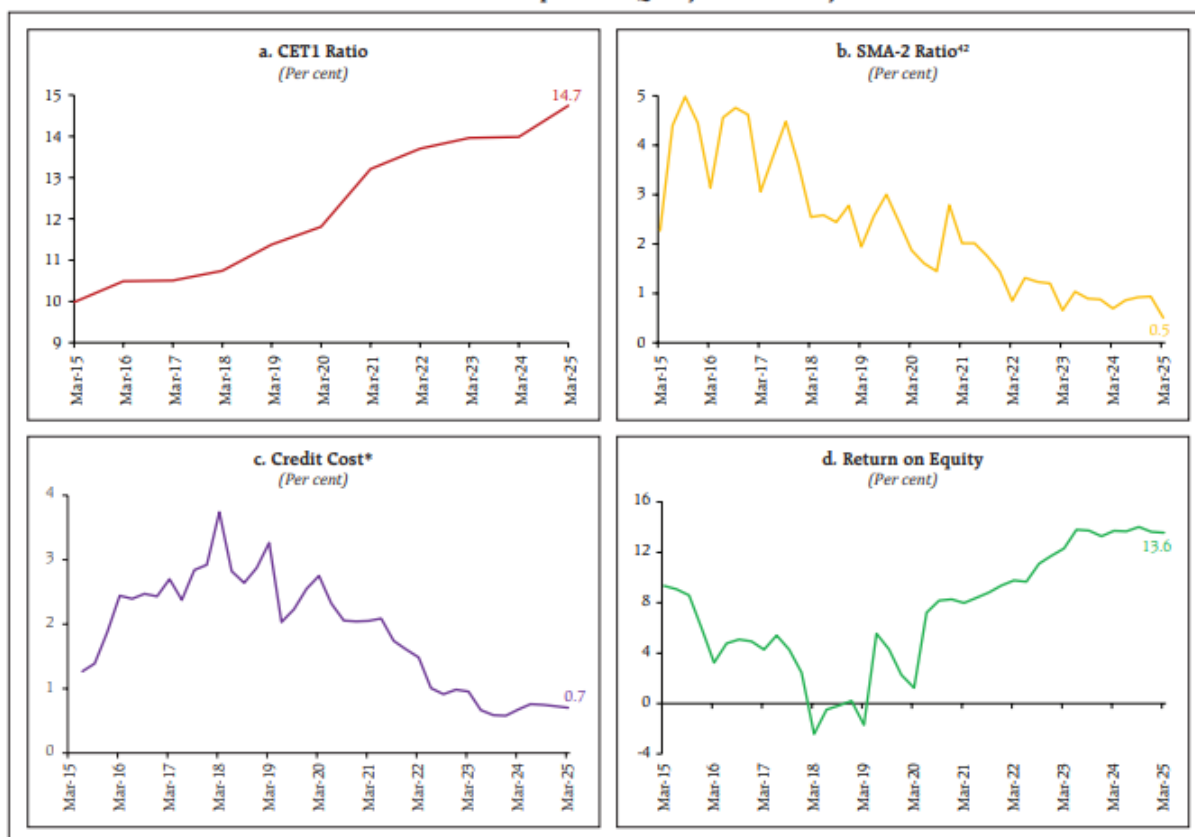 a. CET1 Ratio
(Per cent)
15
14
13
12
11
10
9
14.7
Mar-15
Mar-16
Mar-17
Mar-18
Mar-19
Mar-20
Mar-21
Mar-22
Mar-23
Mar-24
Mar-25
b. SMA-2 Ratio⁴²
(Per cent)
5
4
3
2
1
0
0.5
Mar-15
Mar-16
Mar-17
Mar-18
Mar-19
Mar-20
Mar-21
Mar-22
Mar-23
Mar-24
Mar-25
c. Credit Cost*
(Per cent)
4
3
2
1
0
0.7
Mar-15
Mar-16
Mar-17
Mar-18
Mar-19
Mar-20
Mar-21
Mar-22
Mar-23
Mar-24
Mar-25
d. Return on Equity
(Per cent)
16
12
8
4
0
-4
13.6
Mar-15
Mar-16
Mar-17
Mar-18
Mar-19
Mar-20
Mar-21
Mar-22
Mar-23
Mar-24
Mar-25